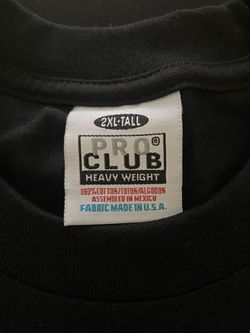 2XL-TALL
PRO®
CLUB
HEAVY WEIGHT
100%COTTON/COTON/ALGODON
ASSEMBLED IN MEXICO
FABRIC MADE IN U.S.A.